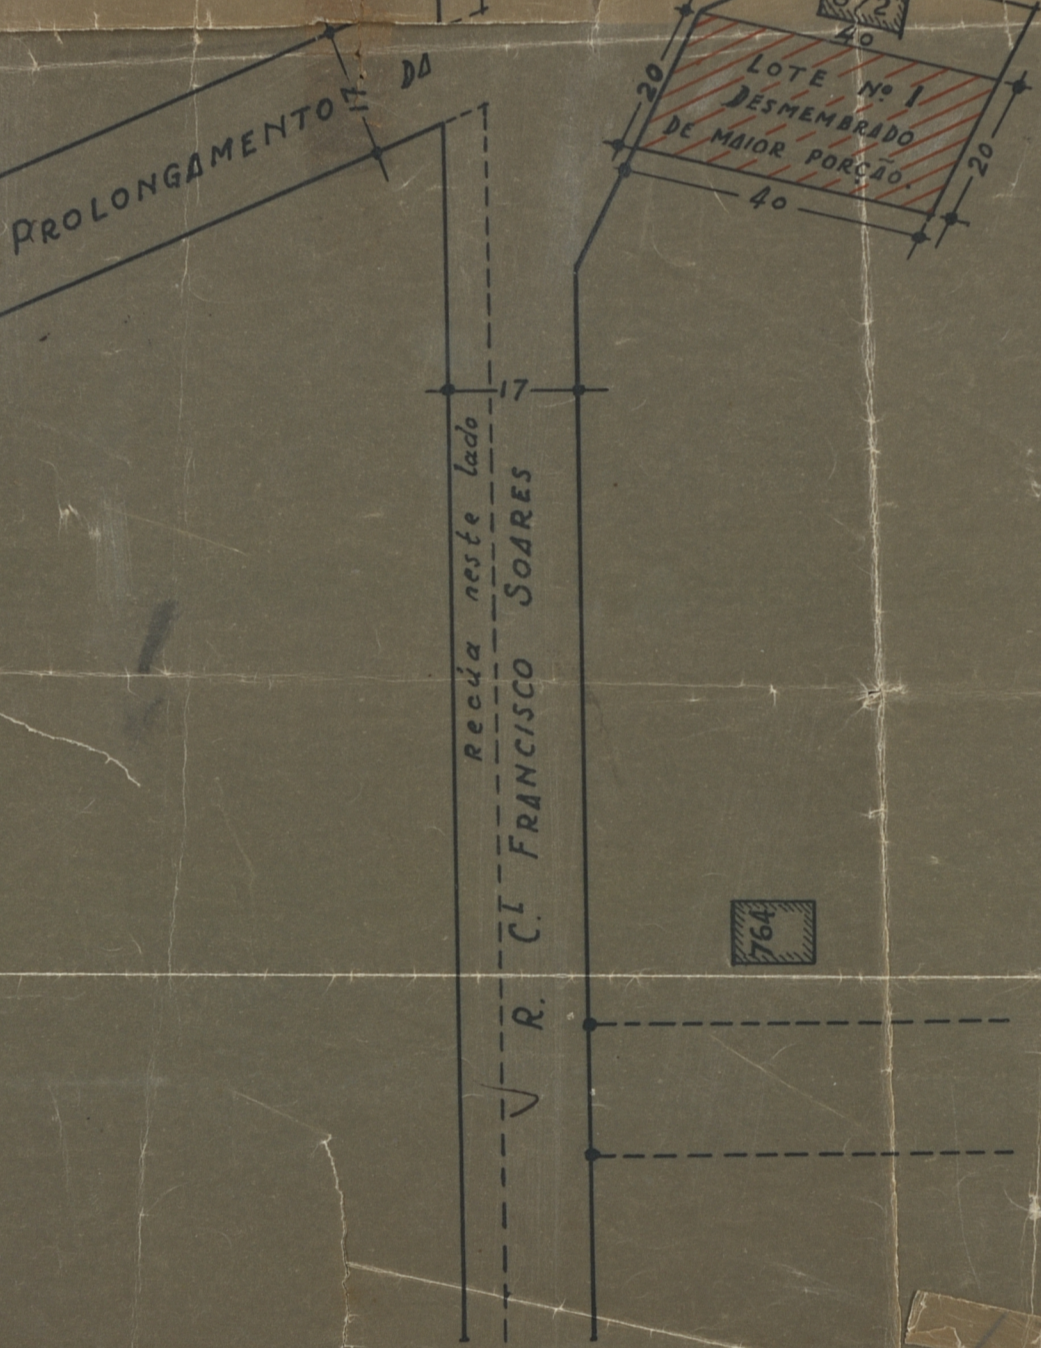 PROLONGAMENTO DA
17.
20
40
LOTE Nº 1
DESMEMBRADO
DE MAIOR PORÇÃO.
20
40
17
Recúa neste lado
R. C.L FRANCISCO SOARES
764